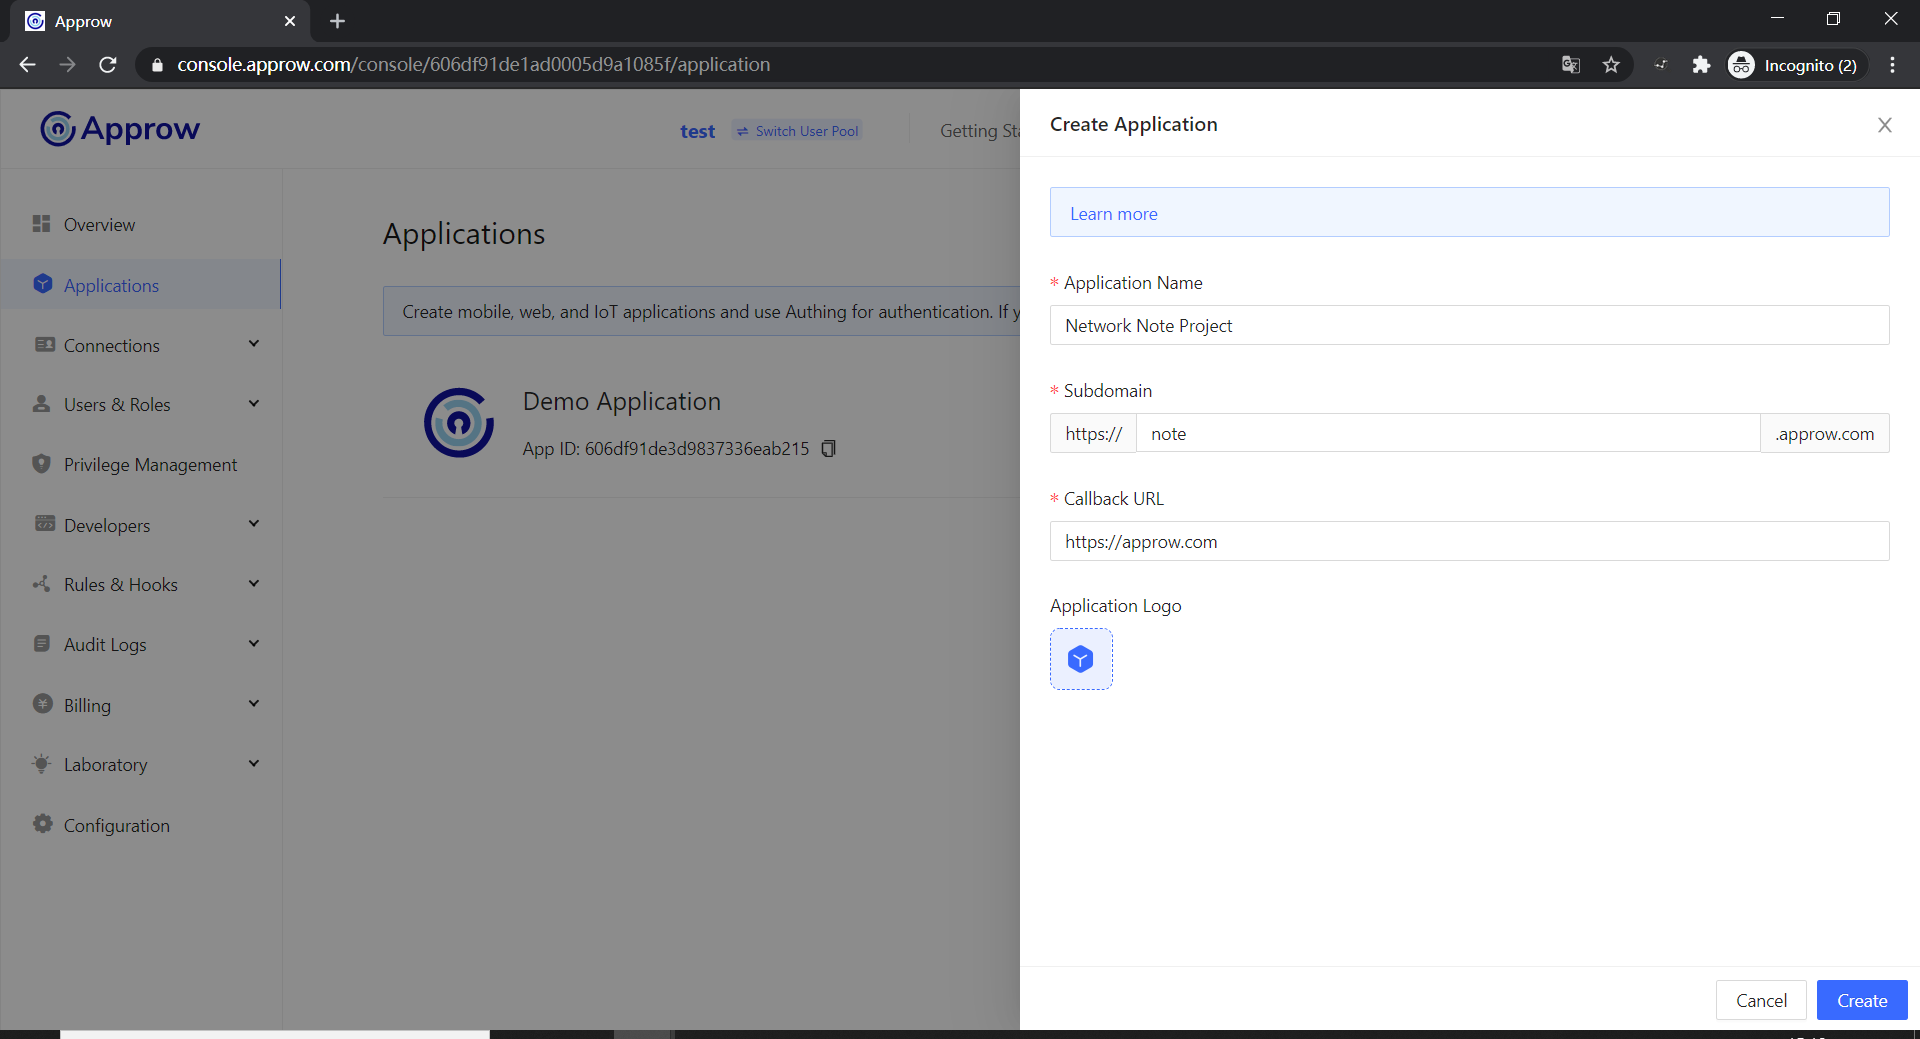 Approw
console.approw.com/console/606df91de1ad0005d9a1085f/application
Incognito (2)
Approw
test
Switch User Pool
Getting Sta
Overview
Applications
Connections
Users & Roles
Privilege Management
Developers
Rules & Hooks
Audit Logs
Billing
Laboratory
Configuration
Applications
Create mobile, web, and IoT applications and use Authing for authentication. If y
Demo Application
App ID: 606df91de3d9837336eab215
Create Application
Learn more
* Application Name
Network Note Project
* Subdomain
https:// note .approw.com
* Callback URL
https://approw.com
Application Logo
Cancel
Create